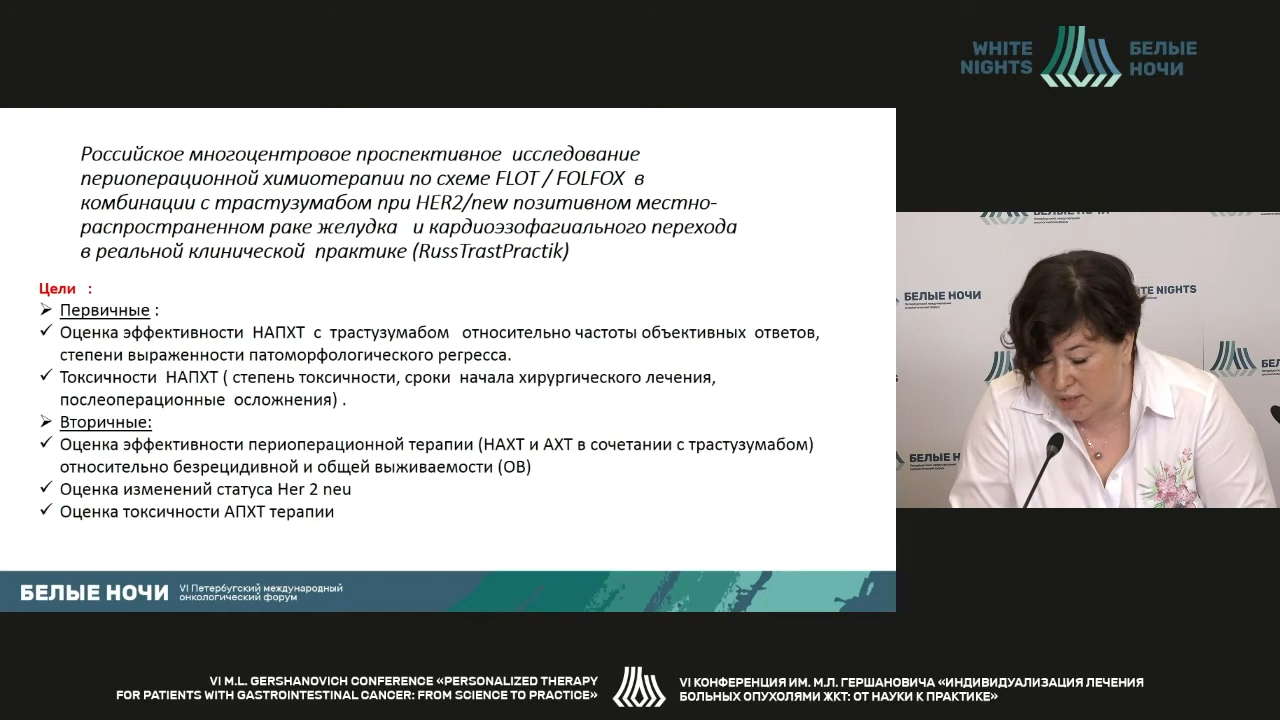 WHITE
NIGHTS
БЕЛЫЕ
НОЧИ
Российское многоцентровое проспективное исследование
периоперационной химиотерапии по схеме FLOT / FOLFOX в
комбинации с трастузумабом при HER2/new позитивном местно-
распространенном раке желудка и кардиоэзофагиального перехода
в реальной клинической практике (RussTrastPractik)
Цели :
Первичные :
Оценка эффективности НАПХТ с трастузумабом относительно частоты объективных ответов,
степени выраженности патоморфологического регресса.
Токсичности НАПХТ ( степень токсичности, сроки начала хирургического лечения,
послеоперационные осложнения) .
Вторичные:
Оценка эффективности периоперационной терапии (НАХТ и АХТ в сочетании с трастузумабом)
относительно безрецидивной и общей выживаемости (ОВ)
Оценка изменений статуса Her 2 neu
Оценка токсичности АПХТ терапии
БЕЛЫЕ НОЧИ
VI Петербугский международный
онкологический форум
БЕЛЫЕ НОЧИ
TE NIGHTS
БЕЛЫЕ Н
VI M.L. GERSHANOVICH CONFERENCE «PERSONALIZED THERAPY
FOR PATIENTS WITH GASTROINTESTINAL CANCER: FROM SCIENCE TO PRACTICE»
VI КОНФЕРЕНЦИЯ ИМ. М.Л. ГЕРШАНОВИЧА «ИНДИВИДУАЛИЗАЦИЯ ЛЕЧЕНИЯ
БОЛЬНЫХ ОПУХОЛЯМИ ЖКТ: ОТ НАУКИ К ПРАКТИКЕ»